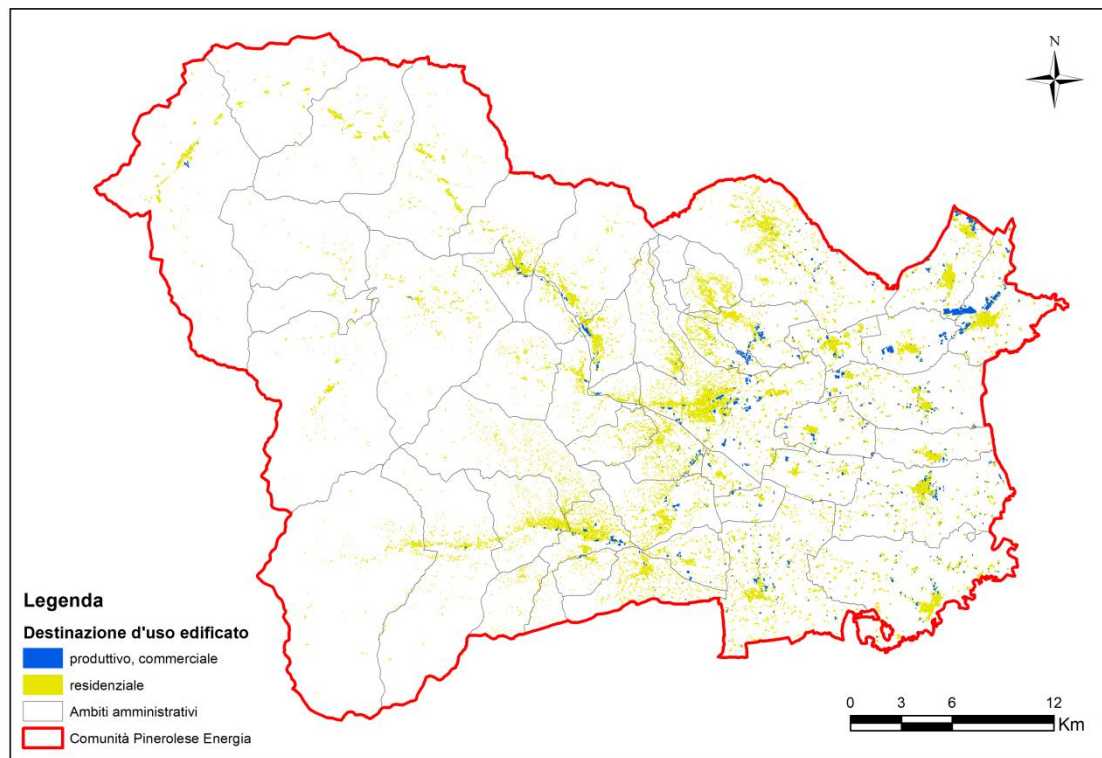 N
Legenda
Destinazione d'uso edificato
produttivo, commerciale
residenziale
Ambiti amministrativi
Comunità Pinerolese Energia
0 3 6 12
Km